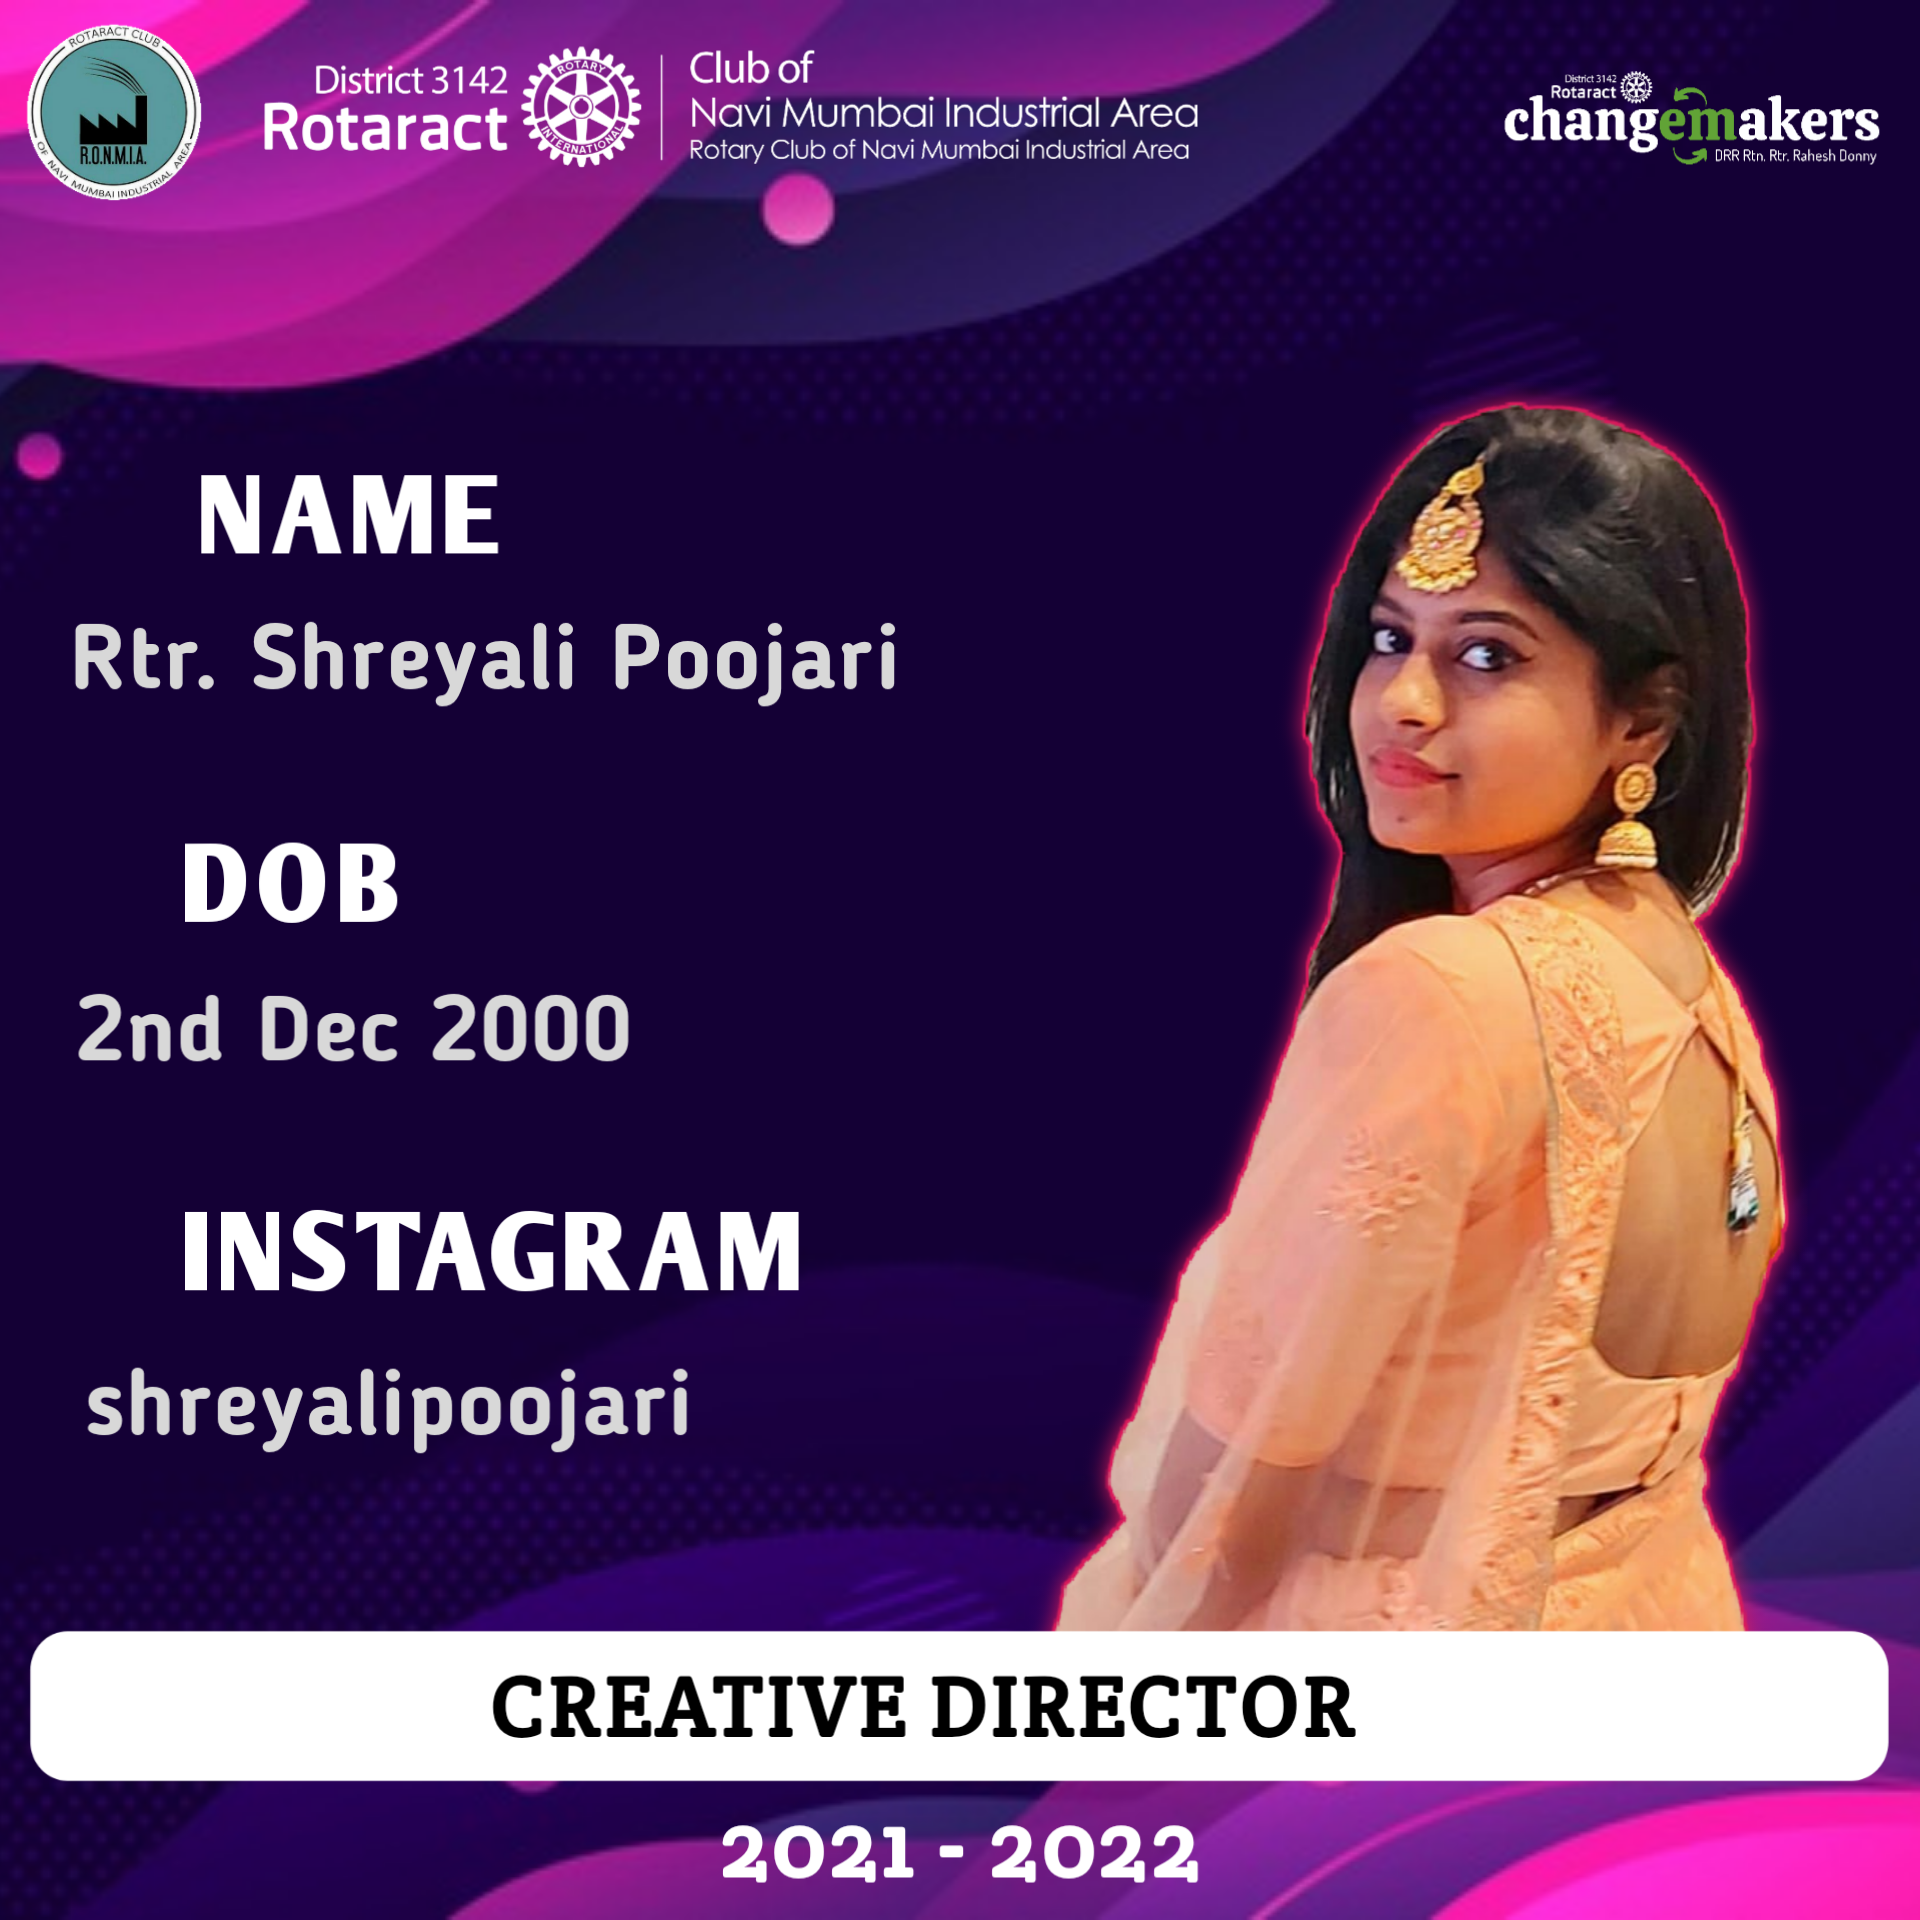 ROTARACT CLUB
R.O.N.M.I.A.
OF NAVI MUMBAI INDUSTRIAL AREA
District 3142
Rotaract
ROTARY
INTERNATIONAL
Club of
Navi Mumbai Industrial Area
Rotary Club of Navi Mumbai Industrial Area
District 3142
Rotaract
changemakers
DRR Rtn. Rtr. Rahesh Donny
NAME
Rtr. Shreyali Poojari
DOB
2nd Dec 2000
INSTAGRAM
shreyalipoojari
CREATIVE DIRECTOR
2021 - 2022